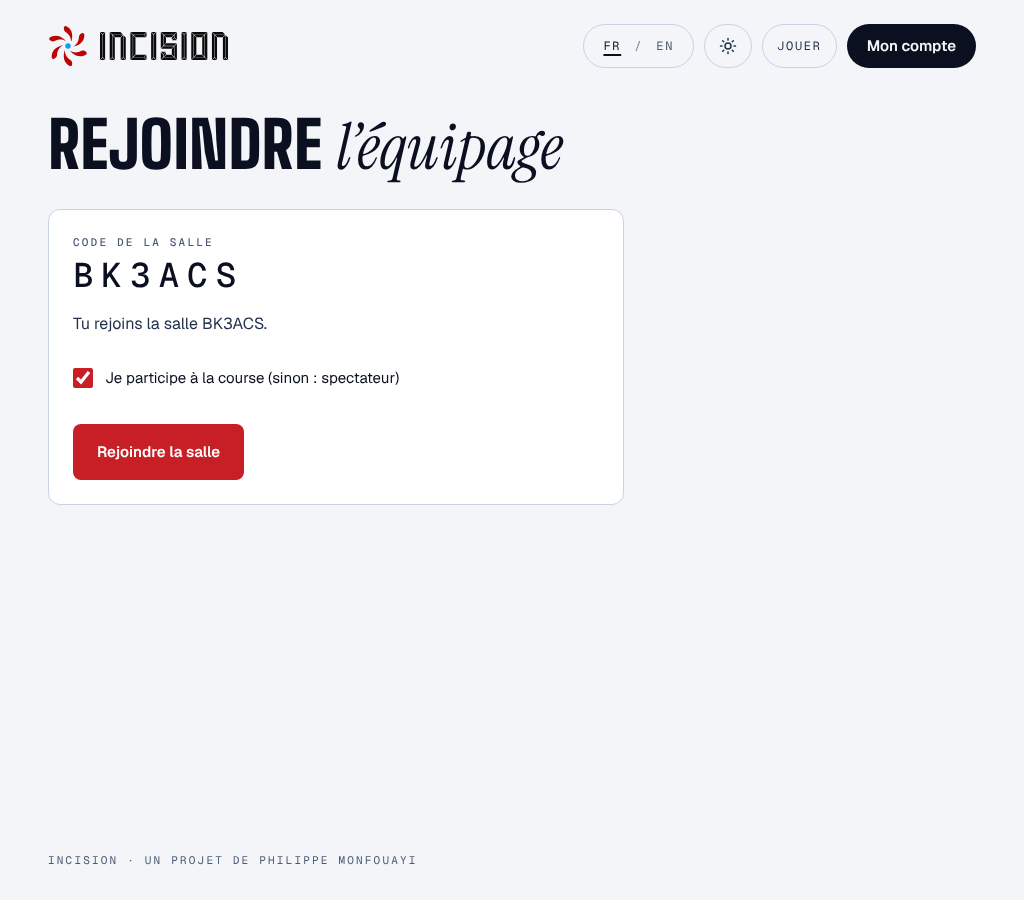 INCISION
FR / EN
JOUER
Mon compte
REJOINDRE l’équipage
CODE DE LA SALLE
BK3ACS
Tu rejoins la salle BK3ACS.
Je participe à la course (sinon : spectateur)
Rejoindre la salle
INCISION · UN PROJET DE PHILIPPE MONFOUAYI